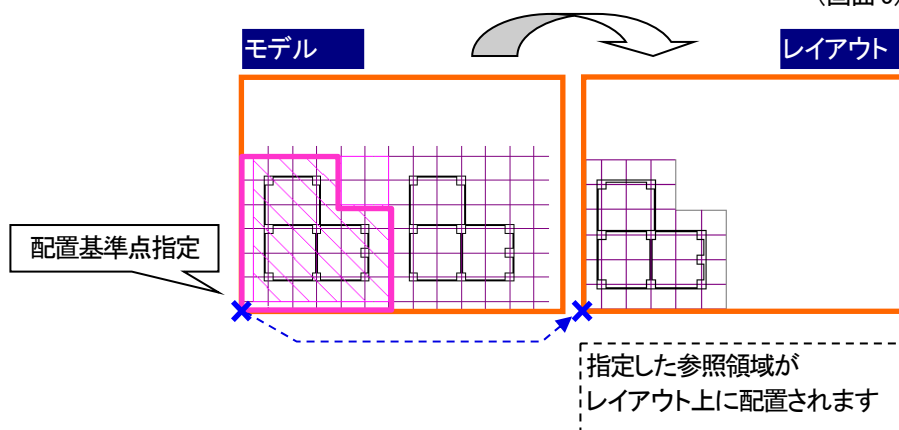 モデル
レイアウト
配置基準点指定
指定した参照領域が
レイアウト上に配置されます